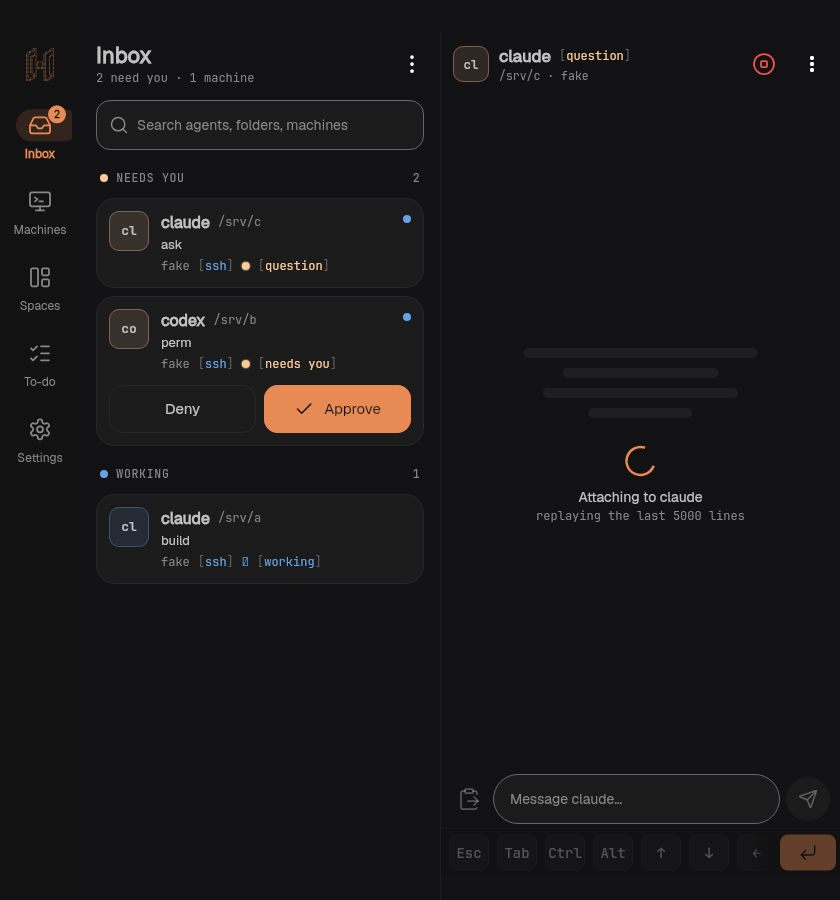 2
Inbox
Machines
Spaces
To-do
Settings
Inbox
2 need you · 1 machine
Search agents, folders, machines
NEEDS YOU 2
cl
claude /srv/c
ask
fake [ssh] [question]
co
codex /srv/b
perm
fake [ssh] [needs you]
Deny
Approve
WORKING 1
cl
claude /srv/a
build
fake [ssh] [working]
cl
claude [question]
/srv/c · fake
Attaching to claude
replaying the last 5000 lines
Message claude…
Esc Tab Ctrl Alt ↑ ↓ ←